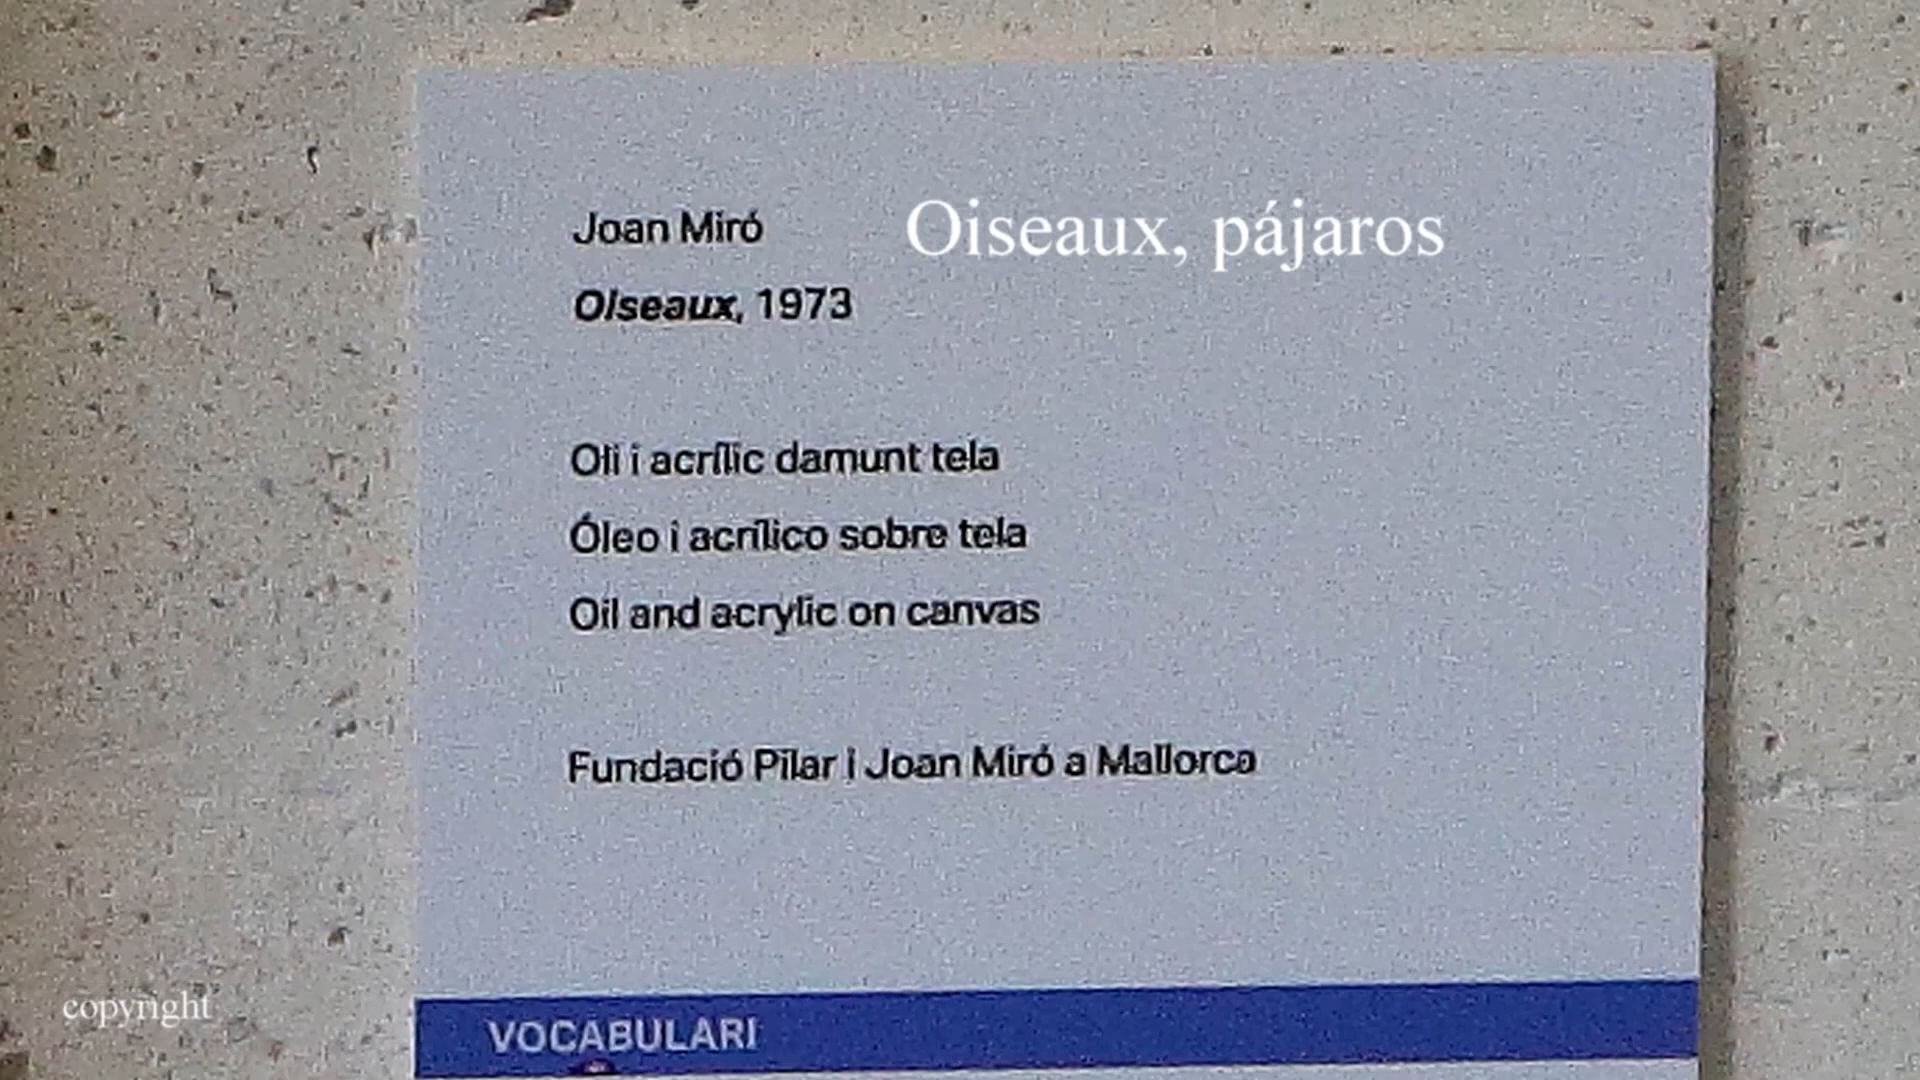 Joan Miró
Oiseaux, pájaros
Oiseaux, 1973
Oli i acrílic damunt tela
Óleo i acrílico sobre tela
Oil and acrylic on canvas
Fundació Pilar i Joan Miró a Mallorca
VOCABULARI
copyright